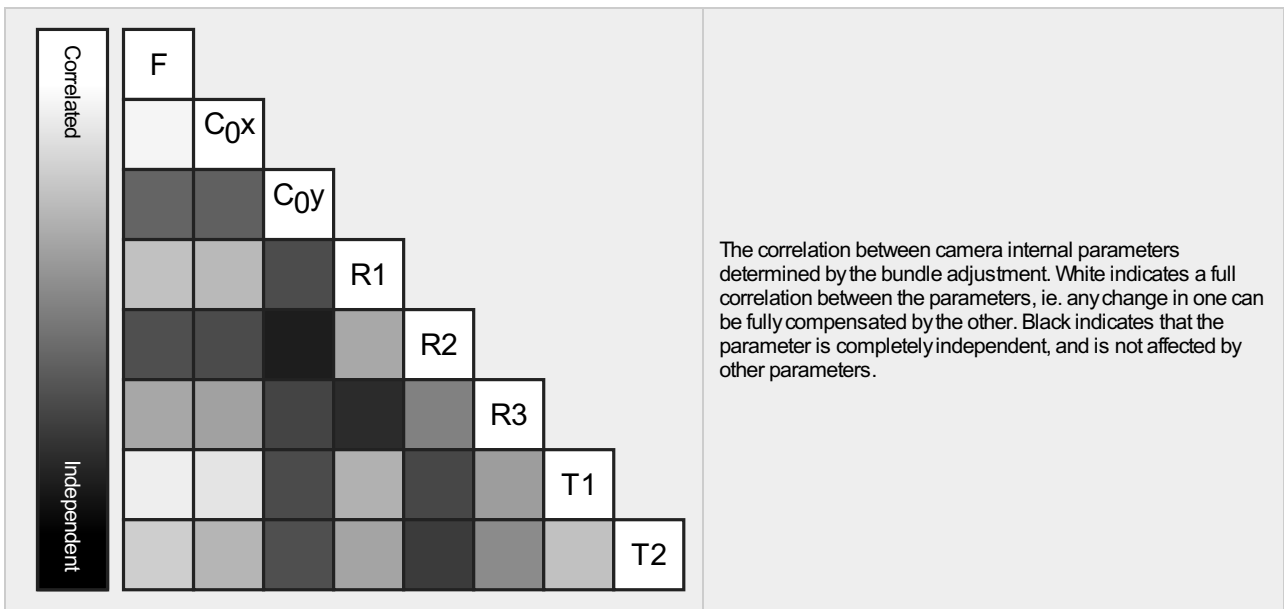 Correlated
Independent
F
C0x
C0y
R1
R2
R3
T1
T2
The correlation between camera internal parameters
determined by the bundle adjustment. White indicates a full
correlation between the parameters, ie. any change in one can
be fully compensated by the other. Black indicates that the
parameter is completely independent, and is not affected by
other parameters.